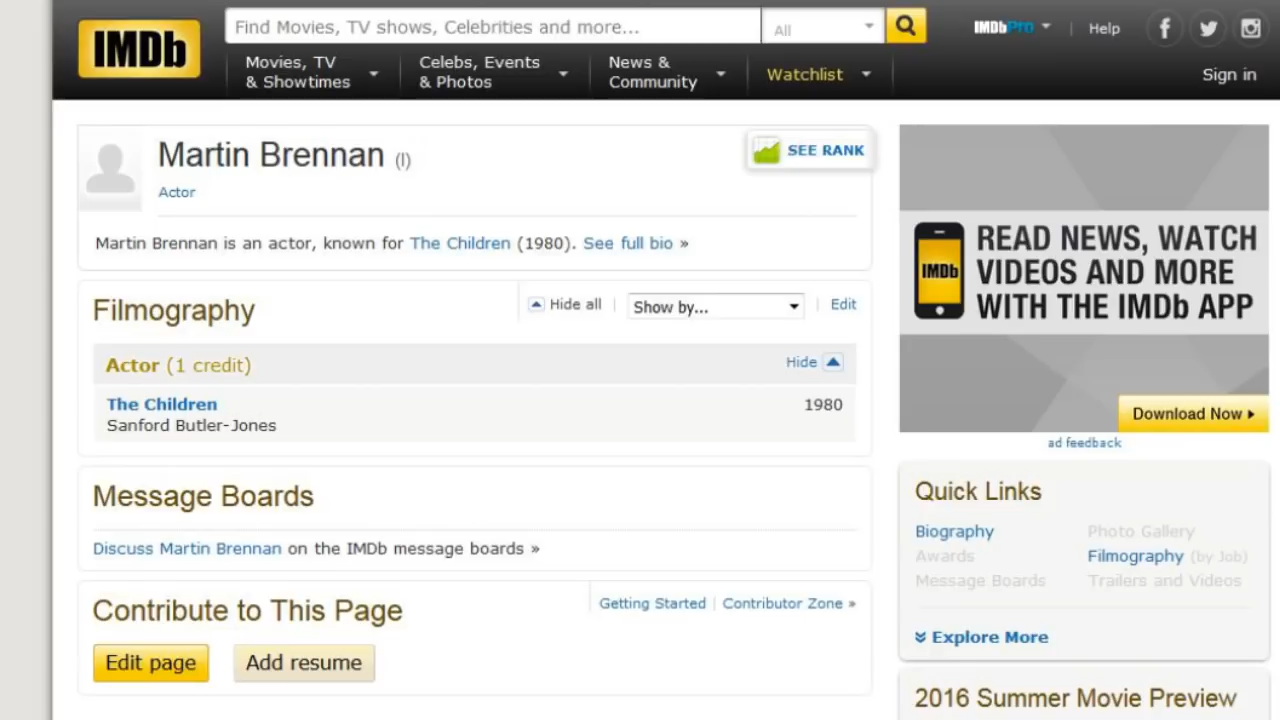 IMDb
Find Movies, TV shows, Celebrities and more...
All
IMDbPro
Help
Movies, TV & Showtimes
Celebs, Events & Photos
News & Community
Watchlist
Sign in
Martin Brennan (I)
SEE RANK
Actor
Martin Brennan is an actor, known for The Children (1980). See full bio »
Filmography
Hide all
Show by...
Edit
Actor (1 credit)
Hide
The Children
1980
Sanford Butler-Jones
Message Boards
Discuss Martin Brennan on the IMDb message boards »
Contribute to This Page
Getting Started
Contributor Zone »
Edit page
Add resume
IMDb
READ NEWS, WATCH
VIDEOS AND MORE
WITH THE IMDb APP
Download Now
ad feedback
Quick Links
Biography
Photo Gallery
Awards
Filmography (by Job)
Message Boards
Trailers and Videos
Explore More
2016 Summer Movie Preview